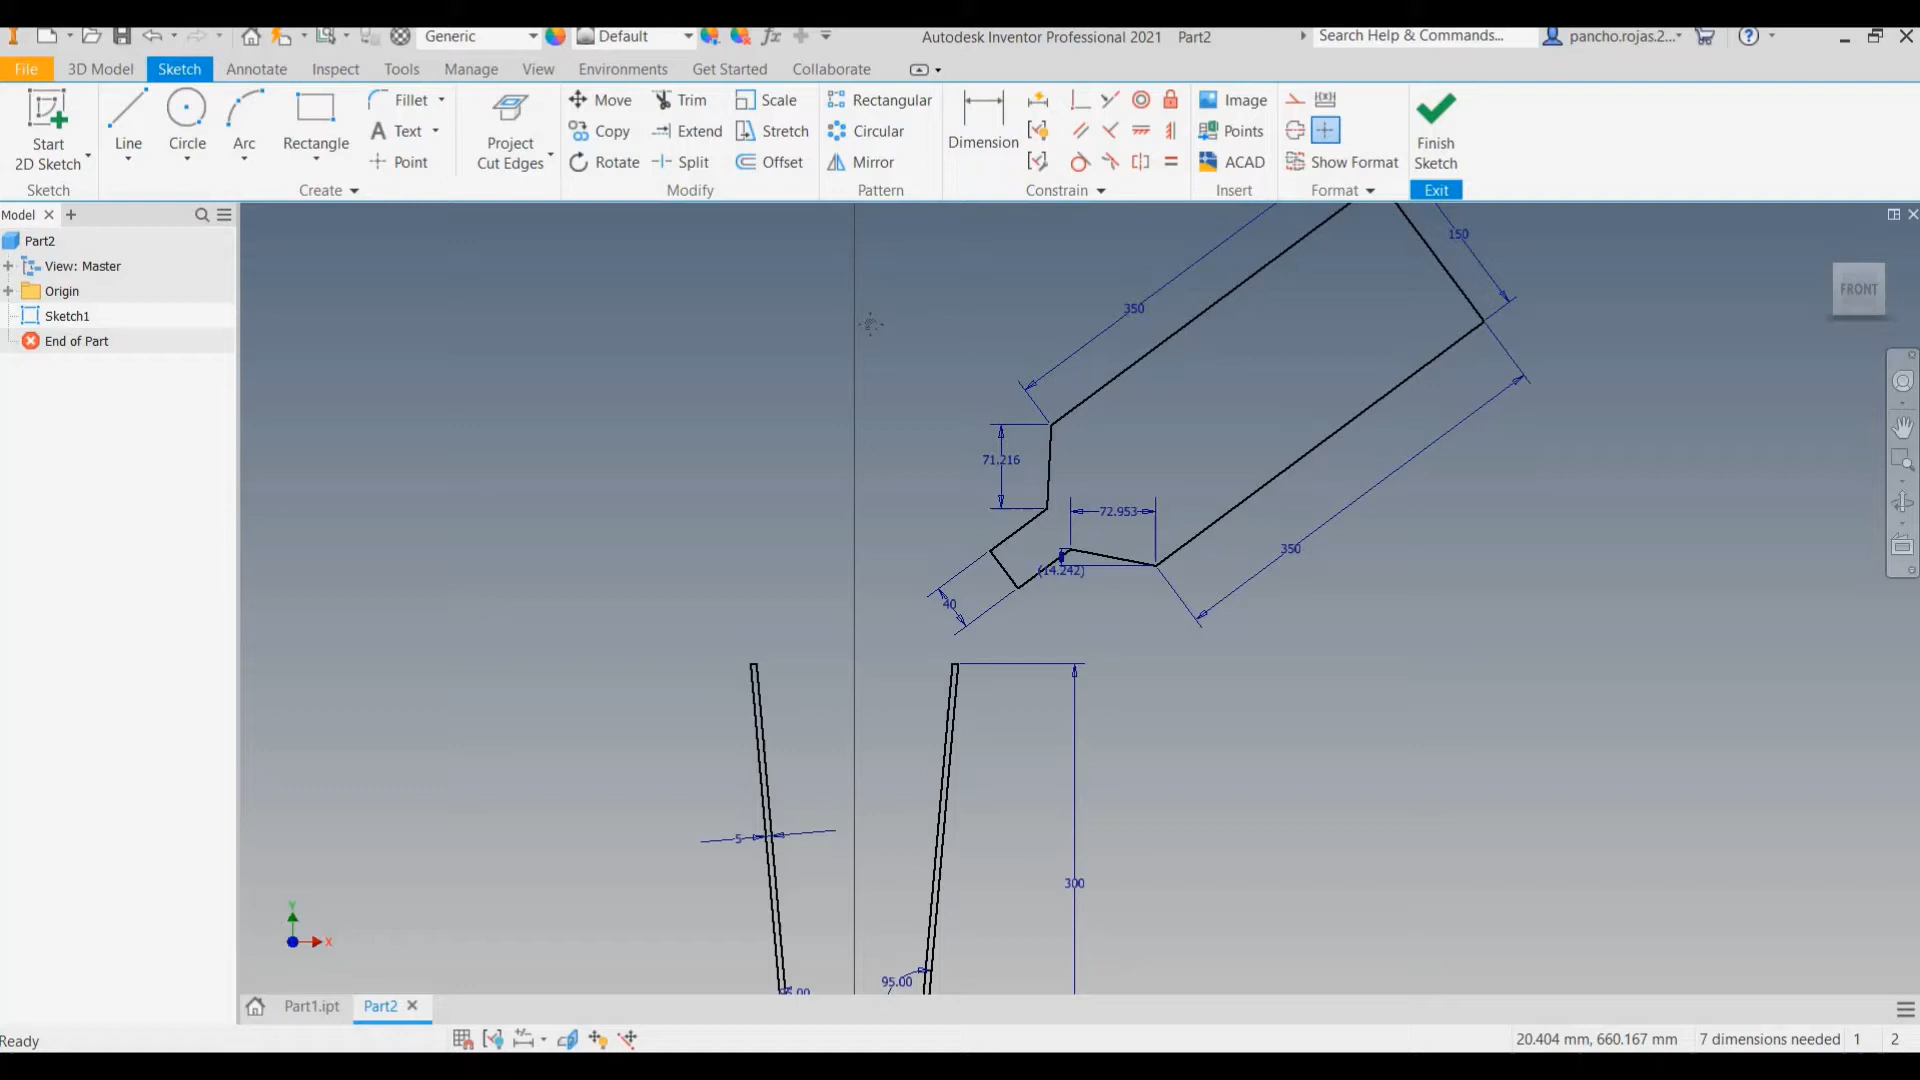 Generic
Default
fx
Autodesk Inventor Professional 2021 Part2
Search Help & Commands...
pancho.rojas.2...
File
3D Model
Sketch
Annotate
Inspect
Tools
Manage
View
Environments
Get Started
Collaborate
Start
2D Sketch
Line
Circle
Arc
Rectangle
Fillet
Text
Point
Project
Cut Edges
Move
Copy
Rotate
Trim
Extend
Split
Scale
Stretch
Offset
Rectangular
Circular
Mirror
Dimension
Image
Points
ACAD
Show Format
Finish
Sketch
Sketch
Create
Modify
Pattern
Constrain
Insert
Format
Exit
Model
Part2
View: Master
Origin
Sketch1
End of Part
FRONT
150
350
71.216
72.953
350
(14.242)
40
5
300
95.00
Y
X
Part1.ipt
Part2
Ready
20.404 mm, 660.167 mm
7 dimensions needed
1
2